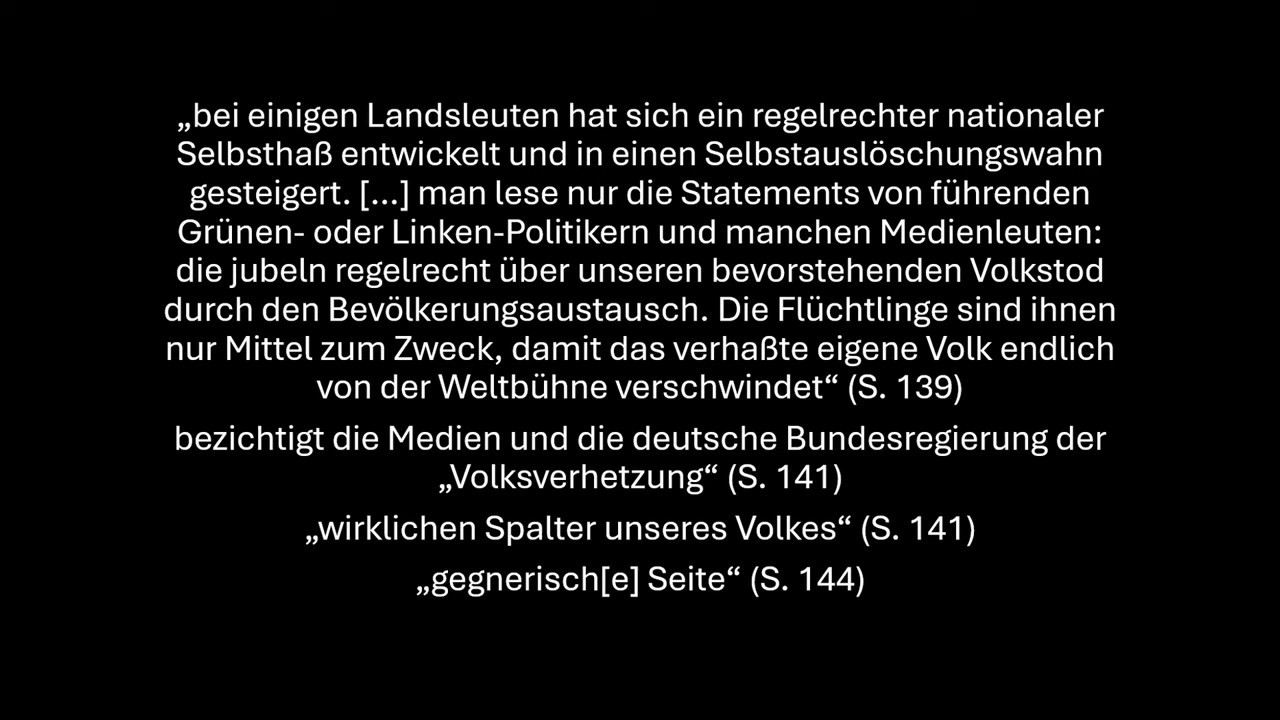 „bei einigen Landsleuten hat sich ein regelrechter nationaler
Selbsthaß entwickelt und in einen Selbstauslöschungswahn
gesteigert. [...] man lese nur die Statements von führenden
Grünen- oder Linken-Politikern und manchen Medienleuten:
die jubeln regelrecht über unseren bevorstehenden Volkstod
durch den Bevölkerungsaustausch. Die Flüchtlinge sind ihnen
nur Mittel zum Zweck, damit das verhaßte eigene Volk endlich
von der Weltbühne verschwindet“ (S. 139)
bezichtigt die Medien und die deutsche Bundesregierung der
„Volksverhetzung“ (S. 141)
„wirklichen Spalter unseres Volkes“ (S. 141)
„gegnerisch[e] Seite“ (S. 144)